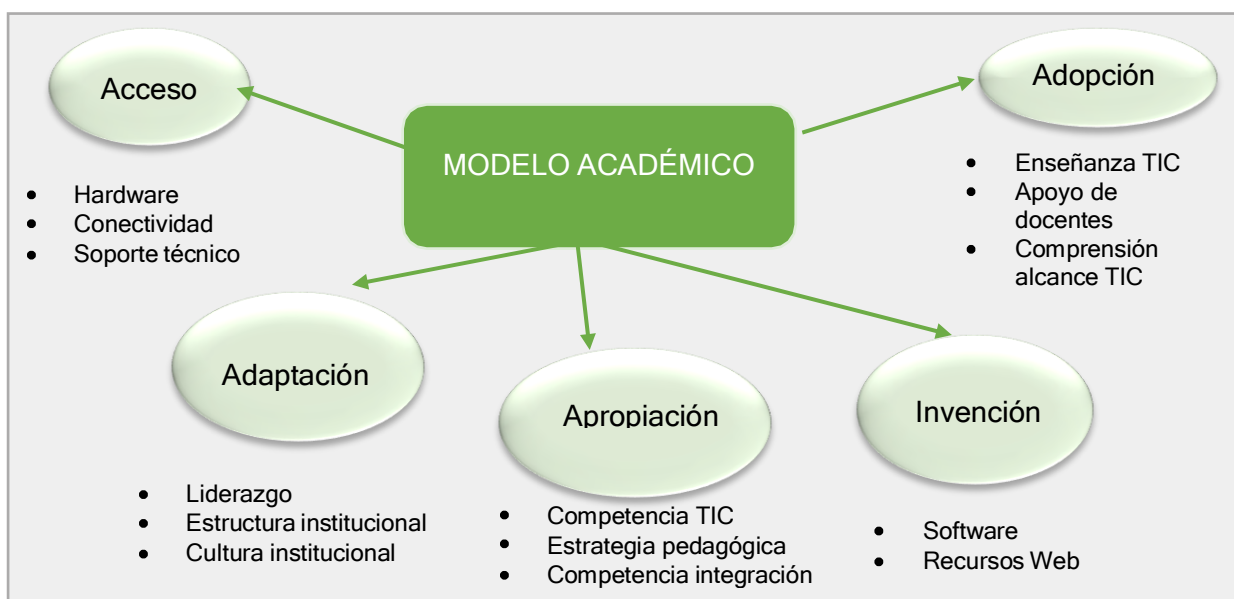 MODELO ACADÉMICO
Acceso
• Hardware
• Conectividad
• Soporte técnico
Adopción
• Enseñanza TIC
• Apoyo de
docentes
• Comprensión
alcance TIC
Adaptación
• Liderazgo
• Estructura institucional
• Cultura institucional
Apropiación
• Competencia TIC
• Estrategia pedagógica
• Competencia integración
Invención
• Software
• Recursos Web